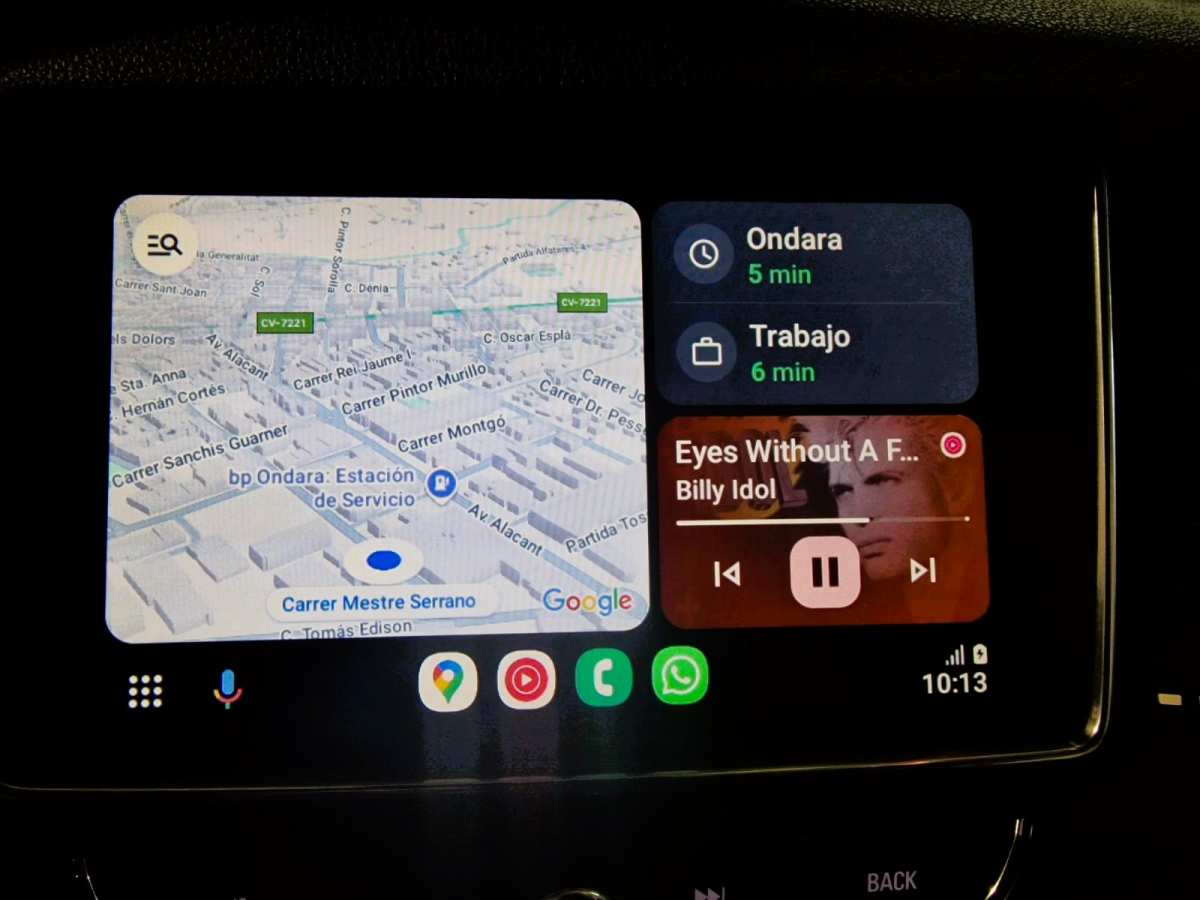 la Generalitat
C. Pintor Sorolla
Partida Alfatares
Carrer Sant Joan
C. Sol
C. Denia
CV-7221
CV-7221
els Dolors
Av. Alacant
C. Oscar Esplá
Sta. Anna
Carrer Rei Jaume I
Hernán Cortés
Carrer Pintor Murillo
Carrer Jo
Carrer Dr. Pess
Carrer Sanchis Guarner
Carrer Montgó
bp Ondara: Estación
de Servicio
Av. Alacant
Partida Tos
Carrer Mestre Serrano
Google
C. Tomás Edison
Ondara
5 min
Trabajo
6 min
Eyes Without A F...
Billy Idol
10:13
BACK